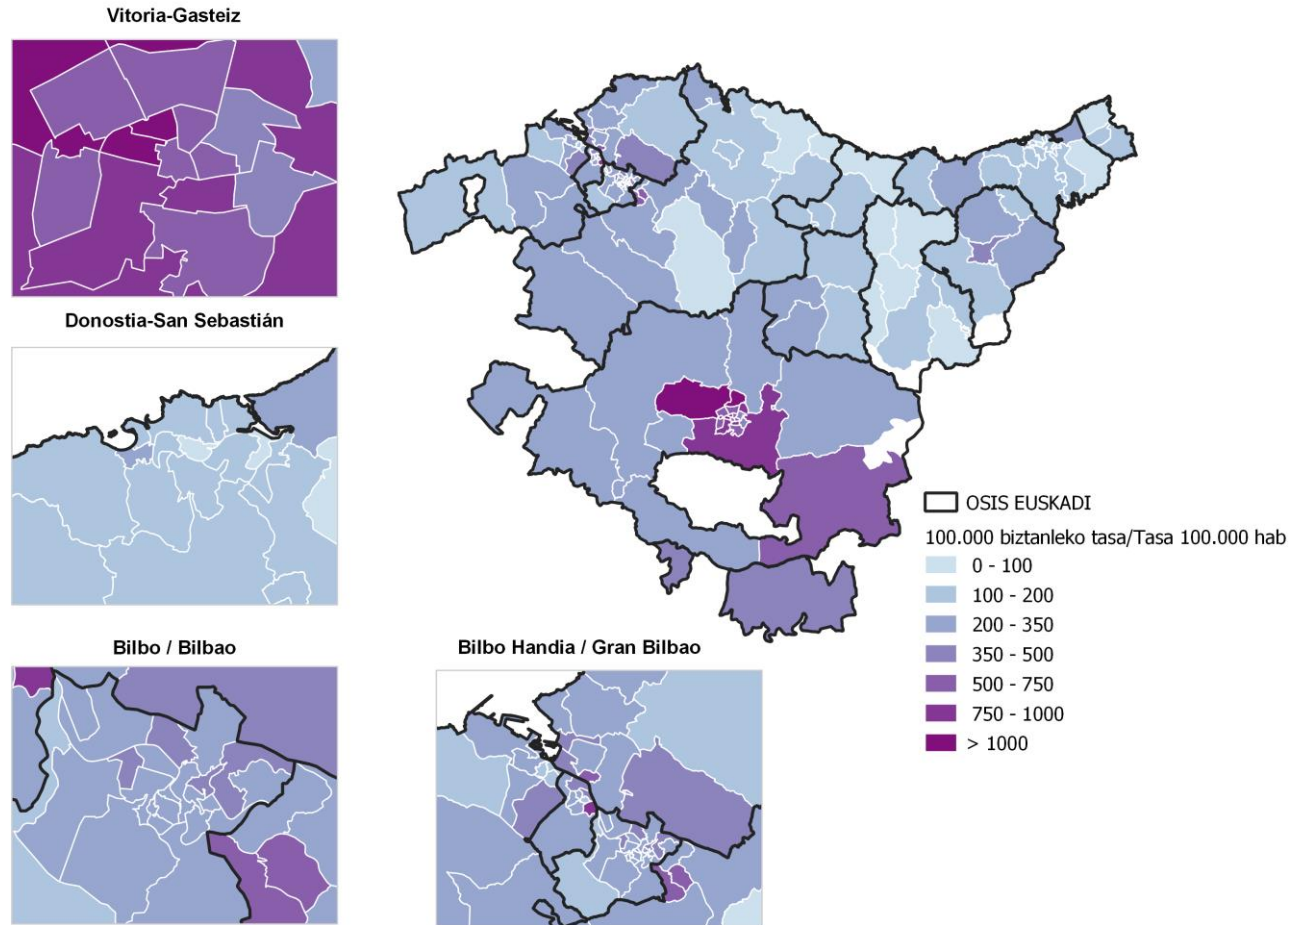 Vitoria-Gasteiz
Donostia-San Sebastián
Bilbo / Bilbao
Bilbo Handia / Gran Bilbao
OSIS EUSKADI
100.000 biztanleko tasa/Tasa 100.000 hab
0 - 100
100 - 200
200 - 350
350 - 500
500 - 750
750 - 1000
> 1000